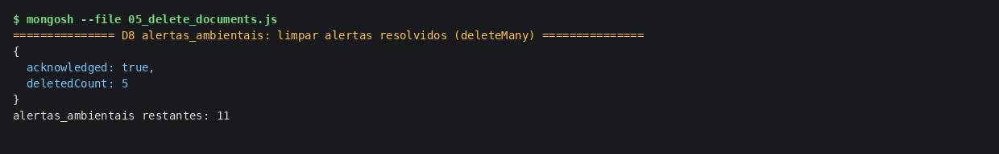 $ mongosh --file 05_delete_documents.js
=============== D8 alertas_ambientais: limpar alertas resolvidos (deleteMany) ===============
{
  acknowledged: true,
  deletedCount: 5
}
alertas_ambientais restantes: 11